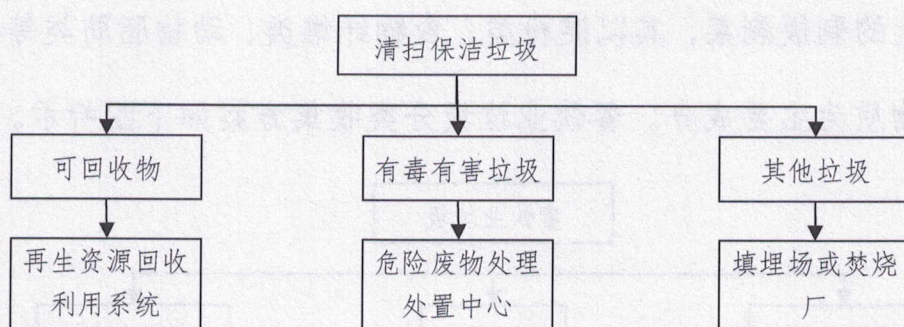 清扫保洁垃圾
可回收物
有毒有害垃圾
其他垃圾
再生资源回收
利用系统
危险废物处理
处置中心
填埋场或焚烧
厂